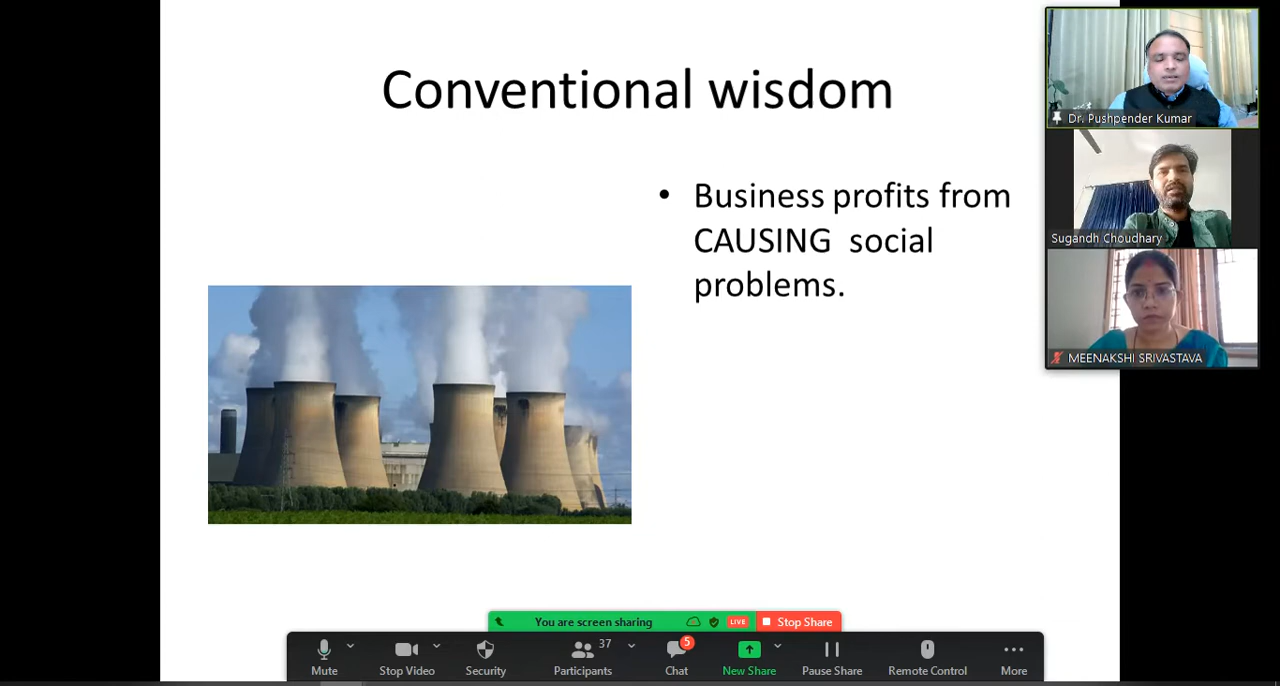 Conventional wisdom
• Business profits from
CAUSING social
problems.
Dr. Pushpender Kumar
Sugandh Choudhary
MEENAKSHI SRIVASTAVA
You are screen sharing
LIVE
Stop Share
Mute
Stop Video
Security
Participants
37
Chat
5
New Share
Pause Share
Remote Control
More